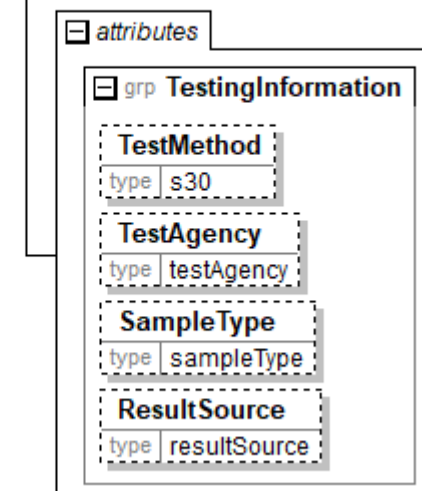 attributes
grp TestingInformation
TestMethod
type s30
TestAgency
type testAgency
SampleType
type sampleType
ResultSource
type resultSource